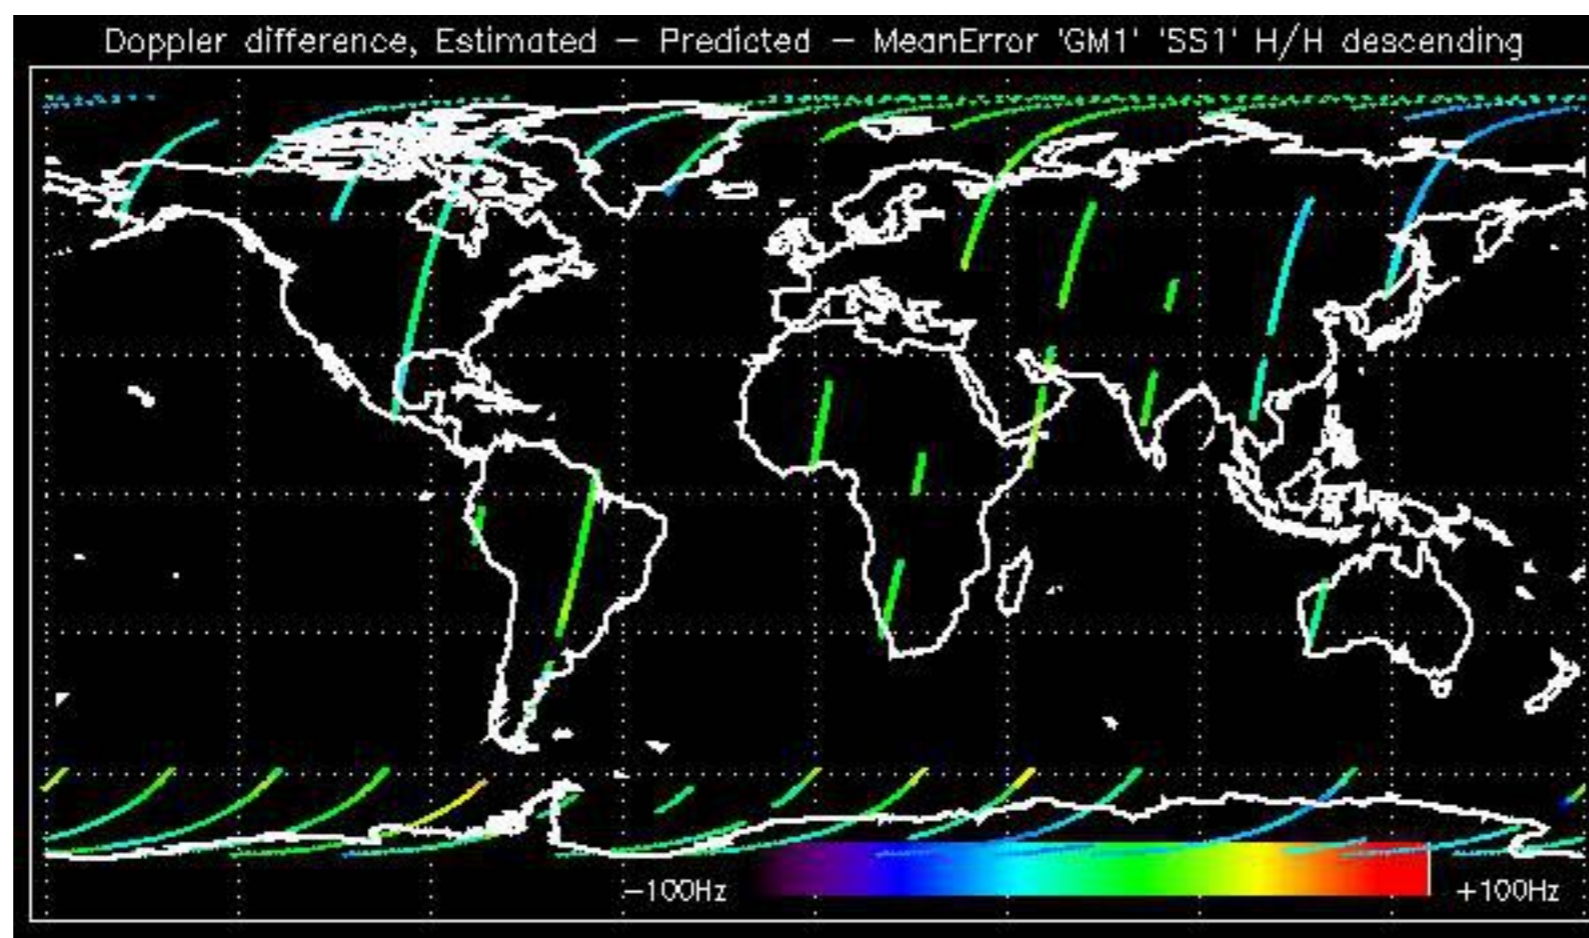 Doppler difference, Estimated – Predicted – MeanError 'GM1' 'SS1' H/H descending
-100Hz
+100Hz